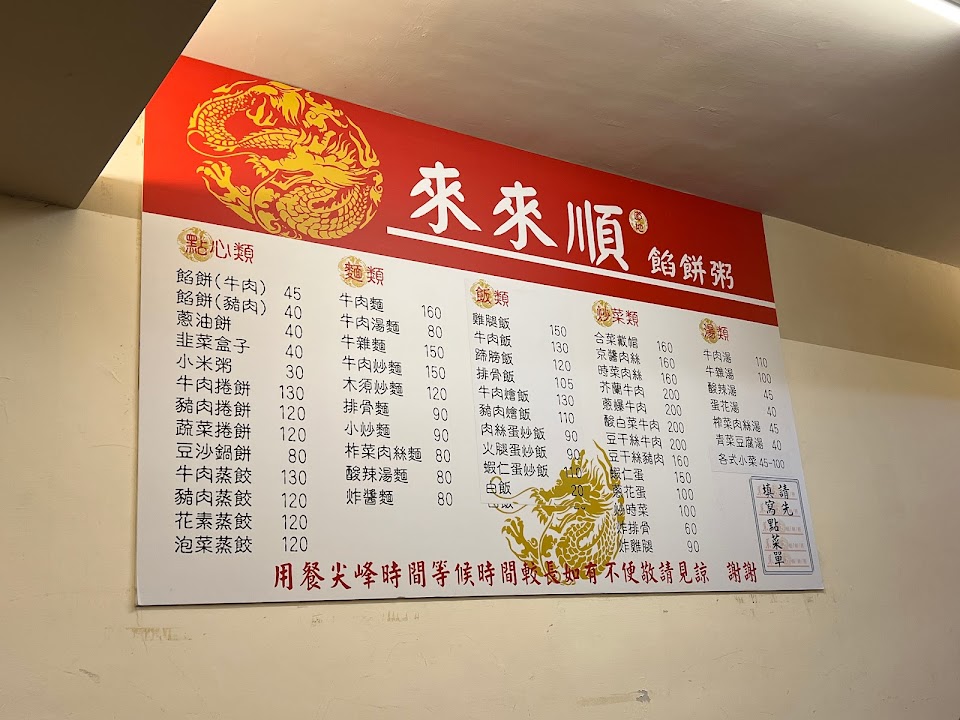 來來順 餡餅粥
點心類
餡餅(牛肉) 45
餡餅(豬肉) 40
蔥油餅 40
韭菜盒子 40
小米粥 30
牛肉捲餅 130
豬肉捲餅 120
蔬菜捲餅 120
豆沙鍋餅 80
牛肉蒸餃 130
豬肉蒸餃 120
花素蒸餃 120
泡菜蒸餃 120
麵類
牛肉麵 160
牛肉湯麵 80
牛雜麵 150
牛肉炒麵 150
木須炒麵 120
排骨麵 90
小炒麵 90
柞菜肉絲麵 80
酸辣湯麵 80
炸醬麵 80
飯類
雞腿飯 150
牛肉飯 130
蹄膀飯 120
排骨飯 105
牛肉燴飯 130
豬肉燴飯 110
肉絲蛋炒飯 90
火腿蛋炒飯 90
蝦仁蛋炒飯 110
白飯 20
炒菜類
合菜戴帽 160
京醬肉絲 160
時菜肉絲 160
芥蘭牛肉 200
蔥爆牛肉 200
酸白菜牛肉 200
豆干絲牛肉 200
豆干絲豬肉 160
蝦仁蛋 150
蔥花蛋 100
炒時菜 100
炸排骨 60
炸雞腿 90
湯類
牛肉湯 110
牛雜湯 100
酸辣湯 45
蛋花湯 40
榨菜肉絲湯 45
青菜豆腐湯 40
各式小菜 45-100
請先
填寫點菜單
用餐尖峰時間等候時間較長如有不便敬請見諒 謝謝